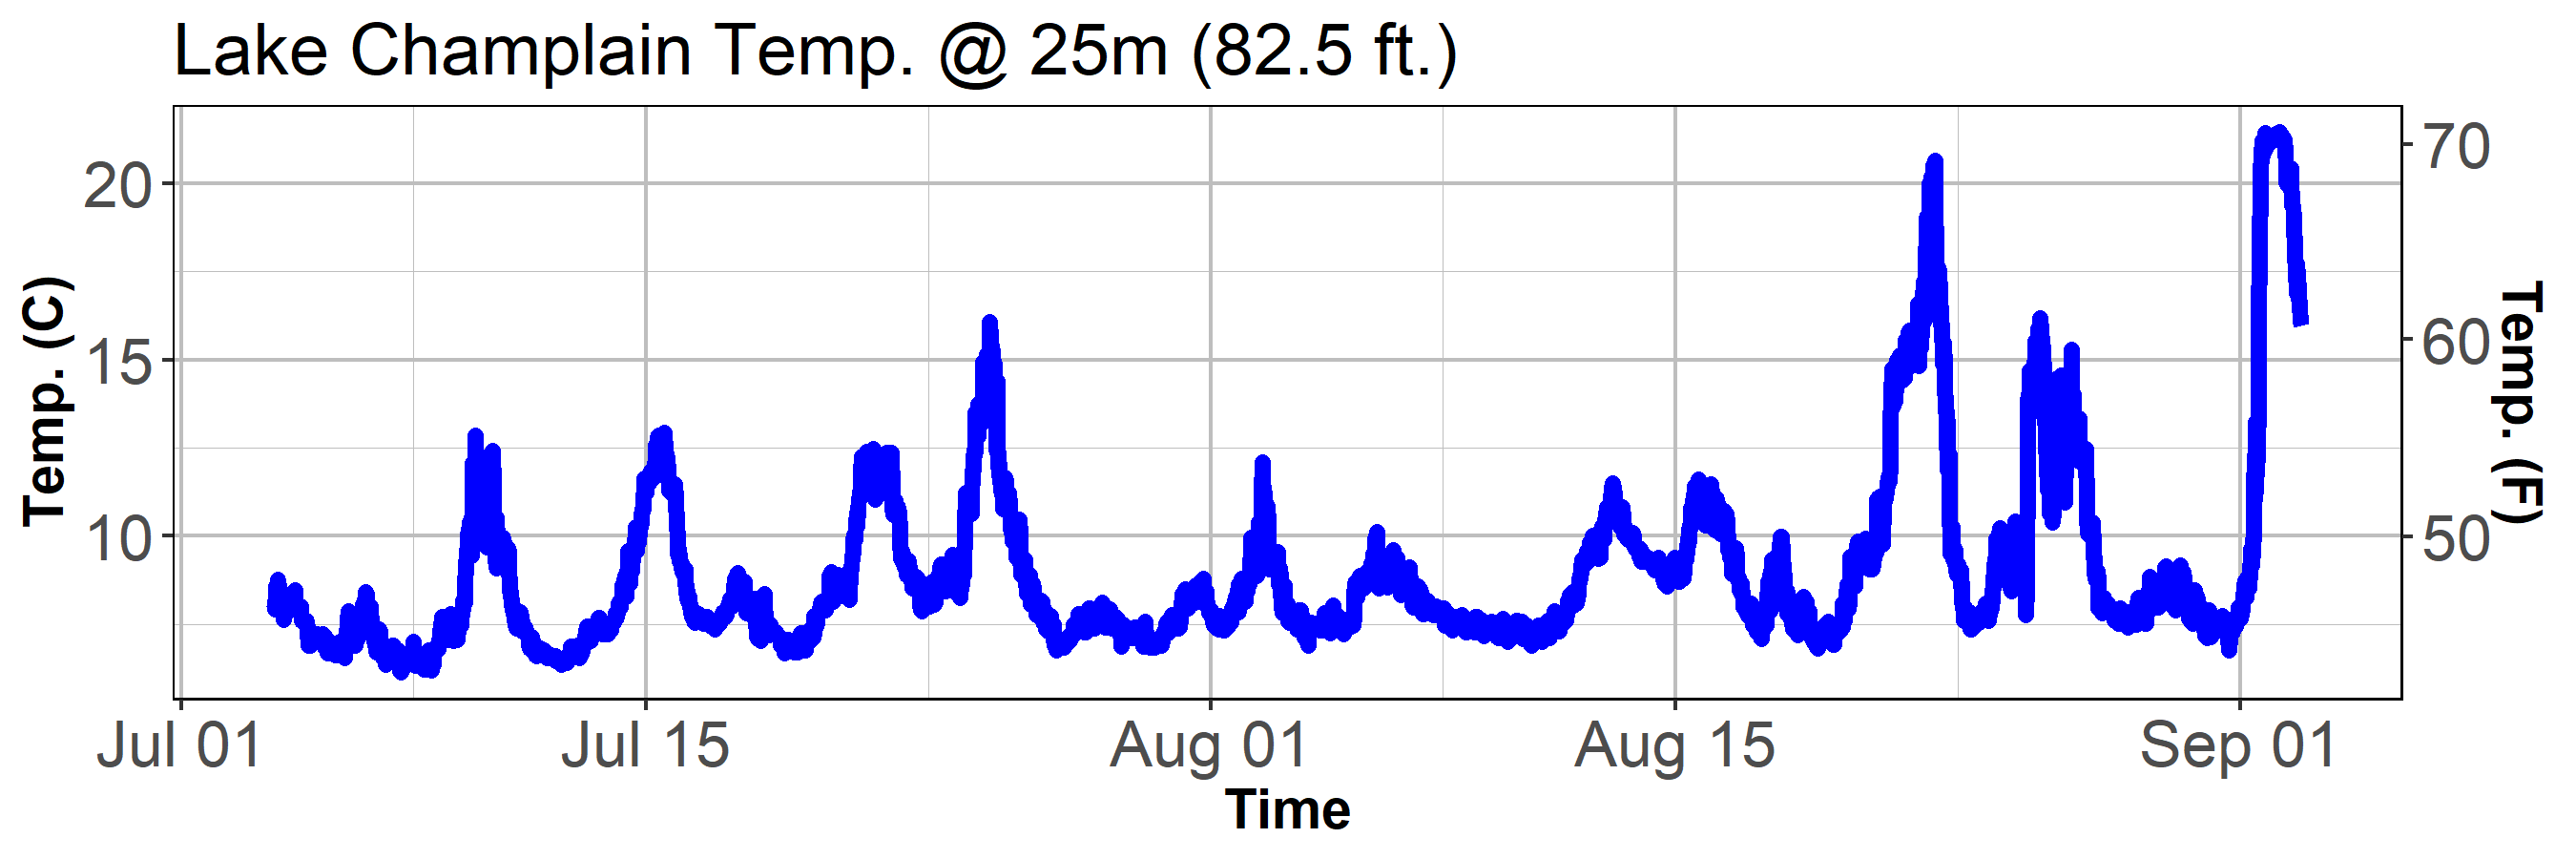 Lake Champlain Temp. @ 25m (82.5 ft.)
Temp. (C)
20
15
10
70
60
50
Temp. (F)
Jul 01 Jul 15 Aug 01 Aug 15 Sep 01
Time